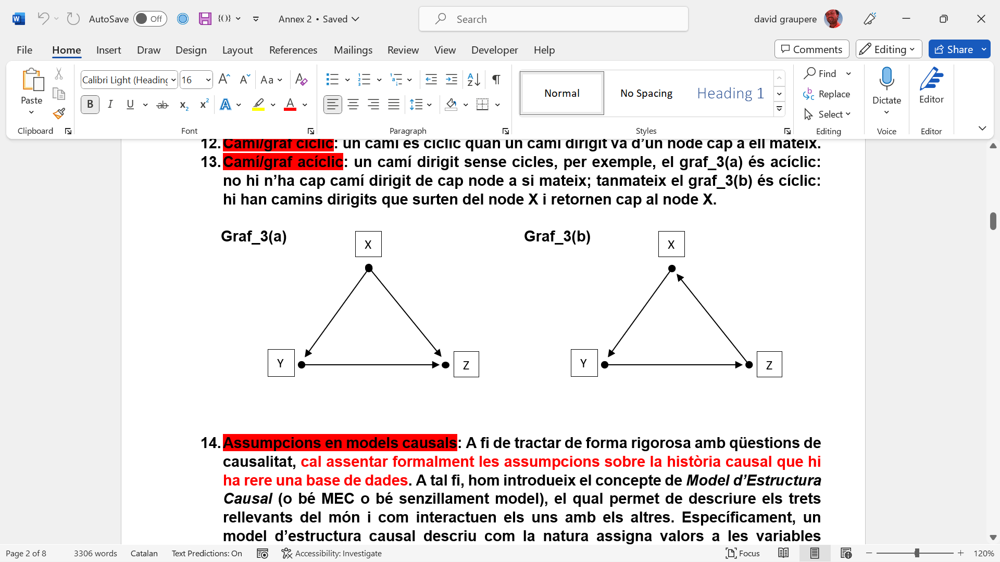 AutoSave Off Annex 2 • Saved Search david graupere
File Home Insert Draw Design Layout References Mailings Review View Developer Help Comments Editing Share
Paste
Clipboard
Calibri Light (Heading 16
Aa
B I U ab x2 x2 A A
Font
Paragraph
Normal No Spacing Heading 1
Styles
Find
Replace
Select
Editing
Dictate
Voice
Editor
Editor
12. Camí/graf cíclic: un camí és cíclic quan un camí dirigit va d’un node cap a ell mateix.
13. Camí/graf acíclic: un camí dirigit sense cicles, per exemple, el graf_3(a) és acíclic:
no hi n’ha cap camí dirigit de cap node a si mateix; tanmateix el graf_3(b) és cíclic:
hi han camins dirigits que surten del node X i retornen cap al node X.
Graf_3(a)
X
Y
Z
Graf_3(b)
X
Y
Z
14. Assumpcions en models causals: A fi de tractar de forma rigorosa amb qüestions de
causalitat, cal assentar formalment les assumpcions sobre la història causal que hi
ha rere una base de dades. A tal fi, hom introdueix el concepte de Model d’Estructura
Causal (o bé MEC o bé senzillament model), el qual permet de descriure els trets
rellevants del món i com interactuen els uns amb els altres. Específicament, un
model d’estructura causal descriu com la natura assigna valors a les variables
Page 2 of 8 3306 words Catalan Text Predictions: On Accessibility: Investigate Focus 120%